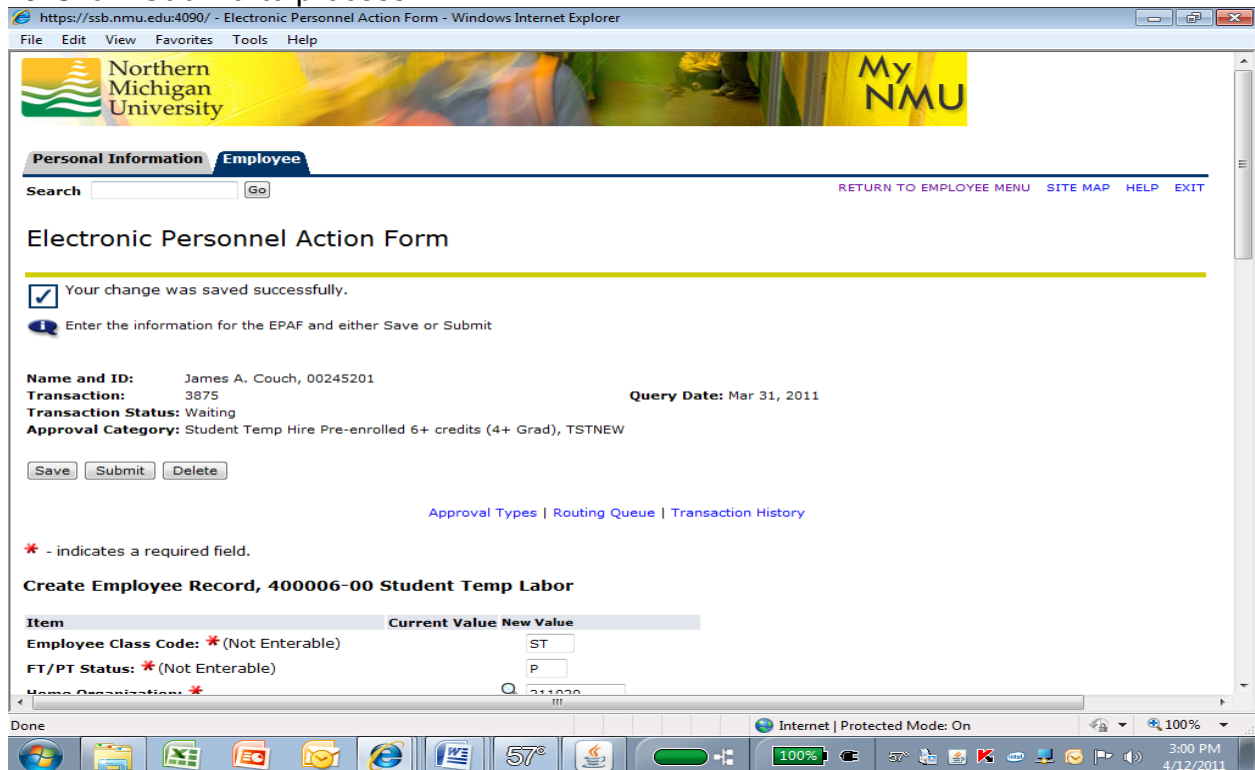 https://ssb.nmu.edu:4090/ - Electronic Personnel Action Form - Windows Internet Explorer
File Edit View Favorites Tools Help
Northern
Michigan
University
My
NMU
Personal Information Employee
Search Go RETURN TO EMPLOYEE MENU SITE MAP HELP EXIT
Electronic Personnel Action Form
Your change was saved successfully.
Enter the information for the EPAF and either Save or Submit
Name and ID: James A. Couch, 00245201
Transaction: 3875 Query Date: Mar 31, 2011
Transaction Status: Waiting
Approval Category: Student Temp Hire Pre-enrolled 6+ credits (4+ Grad), TSTNEW
Save Submit Delete
Approval Types | Routing Queue | Transaction History
* - indicates a required field.
Create Employee Record, 400006-00 Student Temp Labor
Item Current Value New Value
Employee Class Code: * (Not Enterable) ST
FT/PT Status: * (Not Enterable) P
Home Organization: *
Done Internet | Protected Mode: On 100%
57° 100% 57° 3:00 PM
4/12/2011